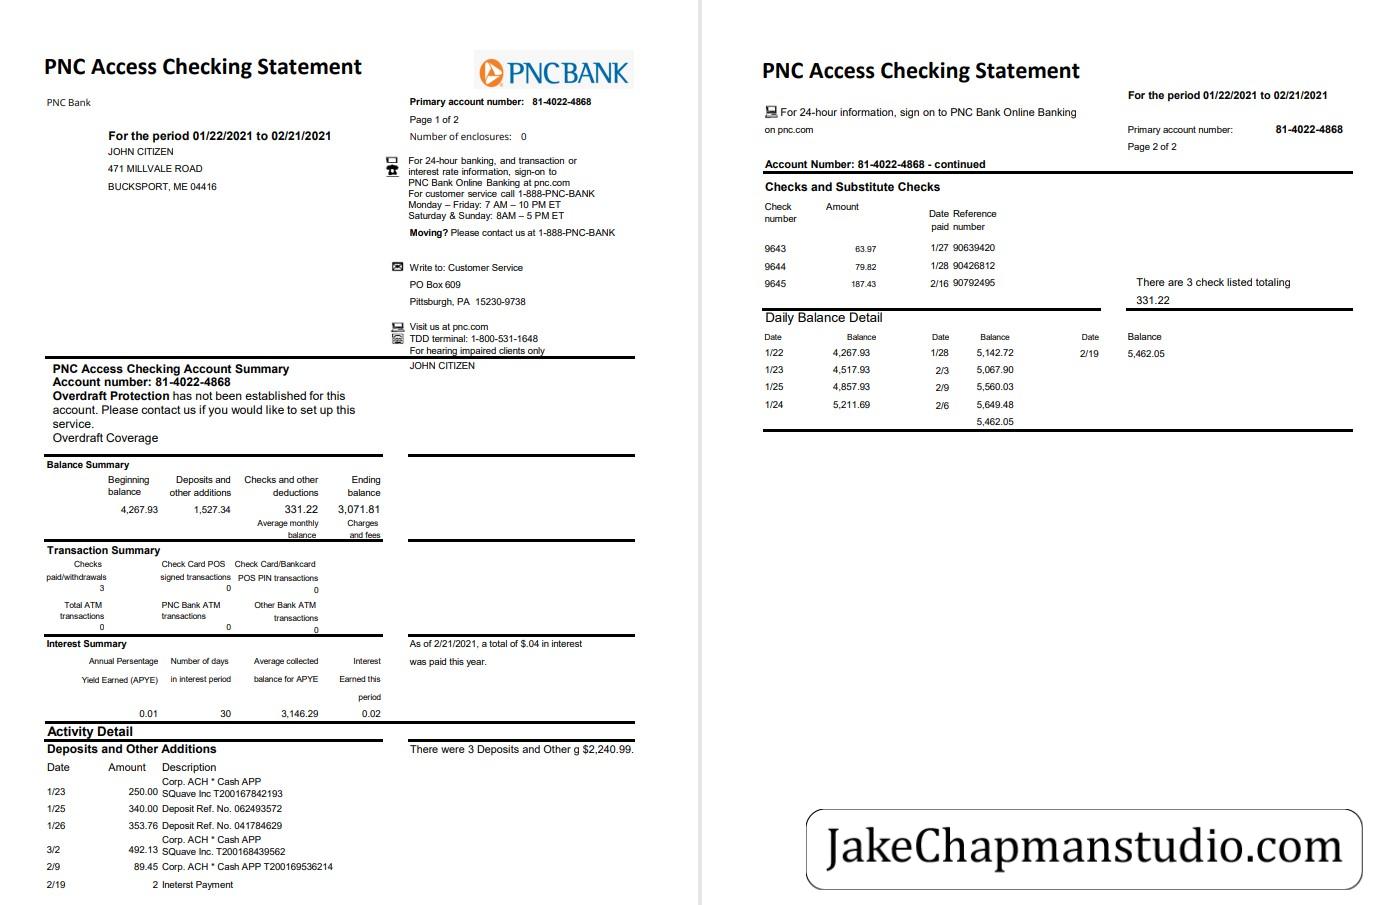 PNC Access Checking Statement
PNCBANK
PNC Bank
Primary account number: 81-4022-4868
Page 1 of 2
Number of enclosures: 0
For the period 01/22/2021 to 02/21/2021
JOHN CITIZEN
471 MILLVALE ROAD
BUCKSPORT, ME 04416
For 24-hour banking, and transaction or
interest rate information, sign-on to
PNC Bank Online Banking at pnc.com
For customer service call 1-888-PNC-BANK
Monday – Friday: 7 AM – 10 PM ET
Saturday & Sunday: 8AM – 5 PM ET
Moving? Please contact us at 1-888-PNC-BANK
Write to: Customer Service
PO Box 609
Pittsburgh, PA 15230-9738
Visit us at pnc.com
TDD terminal: 1-800-531-1648
For hearing impaired clients only
JOHN CITIZEN
PNC Access Checking Account Summary
Account number: 81-4022-4868
Overdraft Protection has not been established for this
account. Please contact us if you would like to set up this
service.
Overdraft Coverage
Balance Summary
Beginning Deposits and Checks and other Ending
balance other additions deductions balance
4,267.93 1,527.34 331.22 3,071.81
Average monthly Charges
balance and fees
Transaction Summary
Checks Check Card POS Check Card/Bankcard
paid/withdrawals signed transactions POS PIN transactions
3 0 0
Total ATM PNC Bank ATM Other Bank ATM
transactions transactions transactions
0 0 0
Interest Summary
As of 2/21/2021, a total of $.04 in interest
was paid this year.
Annual Persentage Number of days Average collected Interest
Yield Earned (APYE) in interest period balance for APYE Earned this
period
0.01 30 3,146.29 0.02
Activity Detail
Deposits and Other Additions
There were 3 Deposits and Other g $2,240.99.
Date Amount Description
Corp. ACH * Cash APP
1/23 250.00 SQuave Inc T200167842193
1/25 340.00 Deposit Ref. No. 062493572
1/26 353.76 Deposit Ref. No. 041784629
Corp. ACH * Cash APP
3/2 492.13 SQuave Inc. T200168439562
2/9 89.45 Corp. ACH * Cash APP T200169536214
2/19 2 Ineterst Payment
PNC Access Checking Statement
For the period 01/22/2021 to 02/21/2021
For 24-hour information, sign on to PNC Bank Online Banking
on pnc.com
Primary account number: 81-4022-4868
Page 2 of 2
Account Number: 81-4022-4868 - continued
Checks and Substitute Checks
Check Amount Date Reference
number paid number
9643 63.97 1/27 90639420
9644 79.82 1/28 90426812
9645 187.43 2/16 90792495
There are 3 check listed totaling
331.22
Daily Balance Detail
Date Balance Date Balance Date Balance
1/22 4,267.93 1/28 5,142.72 2/19 5,462.05
1/23 4,517.93 2/3 5,067.90
1/25 4,857.93 2/9 5,560.03
1/24 5,211.69 2/6 5,649.48
5,462.05
JakeChapmanstudio.com